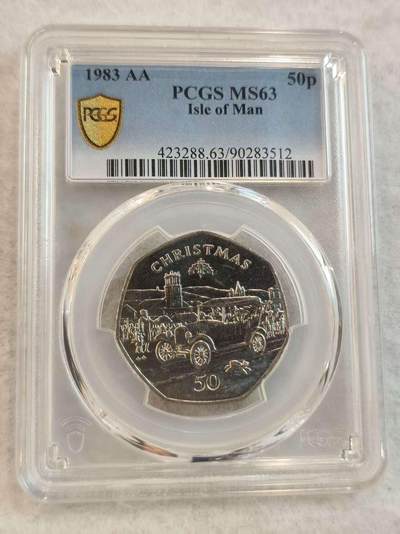 1983 AA 50p
PCGS MS63
Isle of Man
PCGS
423288.63/90283512
CHRISTMAS
50